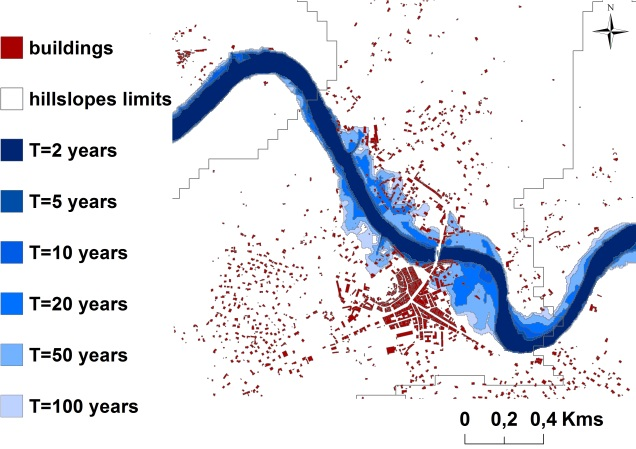 N
buildings
hillslopes limits
T=2 years
T=5 years
T=10 years
T=20 years
T=50 years
T=100 years
0 0,2 0,4 Kms